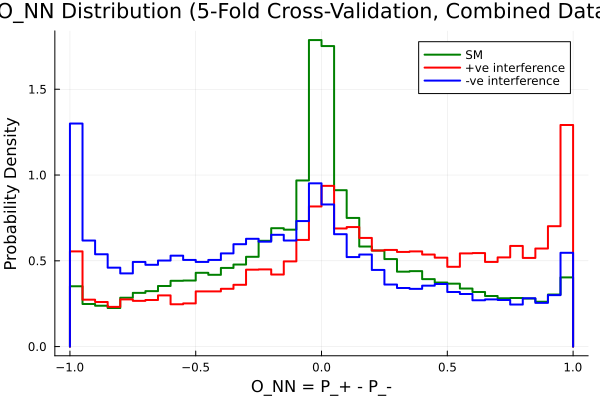 O_NN Distribution (5-Fold Cross-Validation, Combined Data
SM
+ve interference
-ve interference
Probability Density
1.5
1.0
0.5
0.0
−1.0 −0.5 0.0 0.5 1.0
O_NN = P_+ - P_-